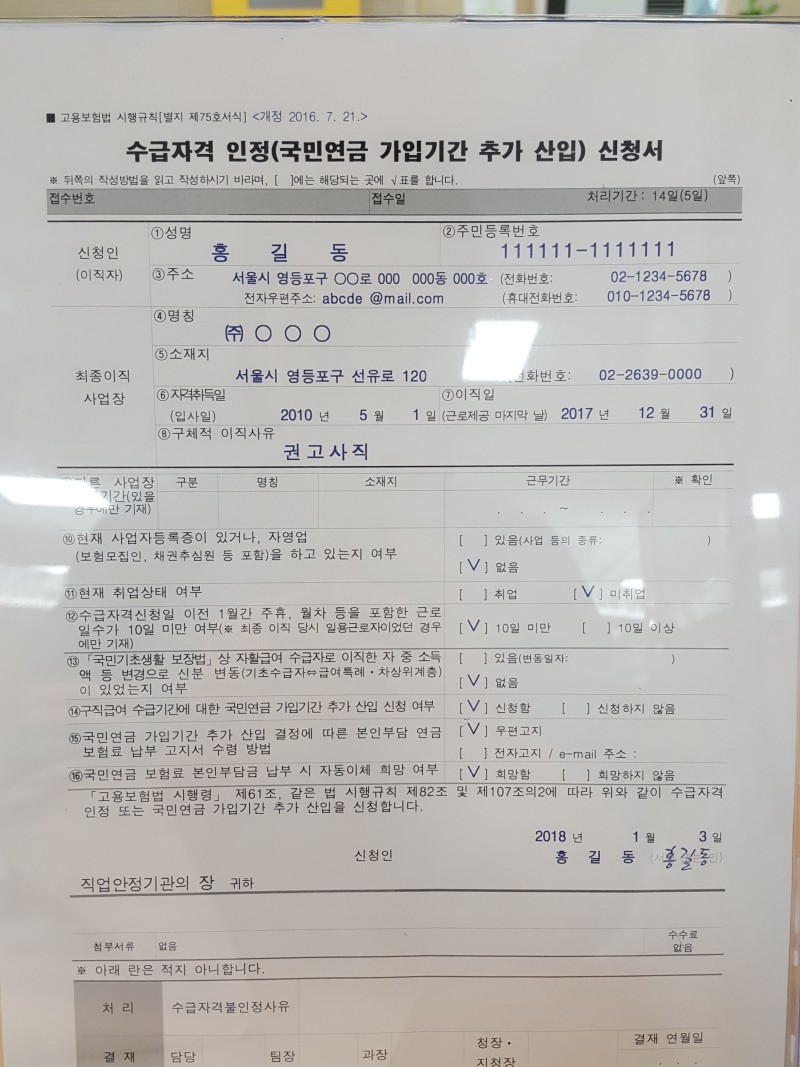 ■ 고용보험법 시행규칙[별지 제75호서식] <개정 2016. 7. 21.>
수급자격 인정(국민연금 가입기간 추가 산입) 신청서
※ 뒤쪽의 작성방법을 읽고 작성하시기 바라며, [ ]에는 해당되는 곳에 √표를 합니다. (앞쪽)
접수번호 접수일 처리기간 : 14일(5일)
신청인
(이직자)
①성명 홍 길 동
②주민등록번호 111111-1111111
③주소 서울시 영등포구 ○○로 000 000동 000호 (전화번호: 02-1234-5678 )
전자우편주소: abcde @mail.com (휴대전화번호: 010-1234-5678 )
최종이직
사업장
④명칭
㈜ ○ ○ ○
⑤소재지
서울시 영등포구 선유로 120 전화번호: 02-2639-0000 )
⑥자격취득일
(입사일) 2010 년 5 월 1 일
⑦이직일
(근로제공 마지막 날) 2017 년 12 월 31 일
⑧구체적 이직사유
권고사직
사업장
기간(있을
경우에만 기재)
구분 명칭 소재지 근무기간 ※ 확인
. . . ~ . . .
⑩현재 사업자등록증이 있거나, 자영업
(보험모집인, 채권추심원 등 포함)을 하고 있는지 여부
[ ] 있음(사업 등의 종류: )
[√] 없음
⑪현재 취업상태 여부 [ ] 취업 [√] 미취업
⑫수급자격신청일 이전 1월간 주휴, 월차 등을 포함한 근로
일수가 10일 미만 여부(※ 최종 이직 당시 일용근로자이었던 경우
에만 기재)
[√] 10일 미만 [ ] 10일 이상
⑬「국민기초생활 보장법」상 자활급여 수급자로 이직한 자 중 소득
액 등 변경으로 신분 변동(기초수급자⇔급여특례·차상위계층)
이 있었는지 여부
[ ] 있음(변동일자: )
[√] 없음
⑭구직급여 수급기간에 대한 국민연금 가입기간 추가 산입 신청 여부 [√] 신청함 [ ] 신청하지 않음
⑮국민연금 가입기간 추가 산입 결정에 따른 본인부담 연금
보험료 납부 고지서 수령 방법
[√] 우편고지
[ ] 전자고지 / e-mail 주소 :
⑯국민연금 보험료 본인부담금 납부 시 자동이체 희망 여부 [√] 희망함 [ ] 희망하지 않음
「고용보험법 시행령」 제61조, 같은 법 시행규칙 제82조 및 제107조의2에 따라 위와 같이 수급자격
인정 또는 국민연금 가입기간 추가 산입을 신청합니다.
2018 년 1 월 3 일
신청인 홍 길 동 홍길동
직업안정기관의 장 귀하
첨부서류 없음
수수료
없음
※ 아래 란은 적지 아니합니다.
처 리 수급자격불인정사유
결 재 담당 팀장 과장
청장·
지청장
결재 연월일
. . .